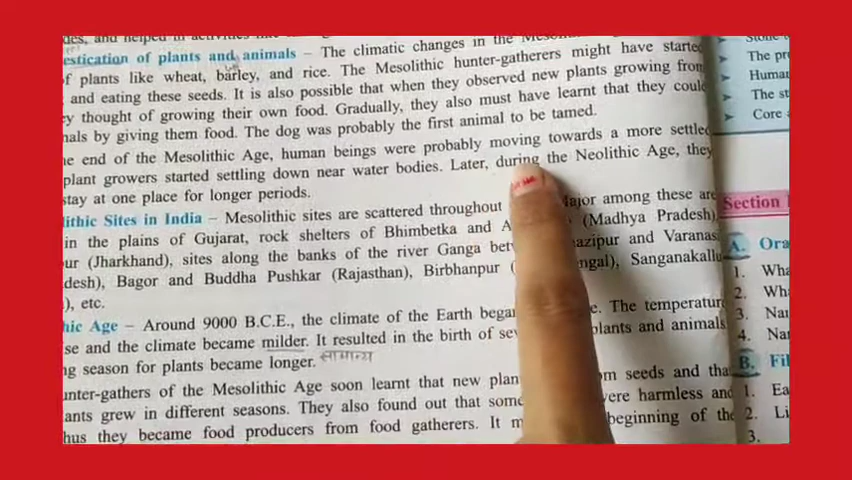 des, and helped in activities like
estication of plants and animals – The climatic changes in the Mesolithic
of plants like wheat, barley, and rice. The Mesolithic hunter-gatherers might have started
and eating these seeds. It is also possible that when they observed new plants growing from
ey thought of growing their own food. Gradually, they also must have learnt that they could
nals by giving them food. The dog was probably the first animal to be tamed.
he end of the Mesolithic Age, human beings were probably moving towards a more settled
plant growers started settling down near water bodies. Later, during the Neolithic Age, they
stay at one place for longer periods.
lithic Sites in India – Mesolithic sites are scattered throughout Major among these are
in the plains of Gujarat, rock shelters of Bhimbetka and A (Madhya Pradesh),
ur (Jharkhand), sites along the banks of the river Ganga bet azipur and Varanasi
desh), Bagor and Buddha Pushkar (Rajasthan), Birbhanpur ngal), Sanganakallu
), etc.
hic Age – Around 9000 B.C.E., the climate of the Earth began e. The temperature
se and the climate became milder. It resulted in the birth of se plants and animals
ng season for plants became longer. सामान्य
unter-gathers of the Mesolithic Age soon learnt that new plan om seeds and that
ants grew in different seasons. They also found out that som were harmless and
hus they became food producers from food gatherers. It m beginning of the
Stone
The pr
Human
The st
Core a
Section
A. Ora
1. Wha
2. Wh
3. Nar
4. Nar
B. Fil
1. Ea
2. Li
3.